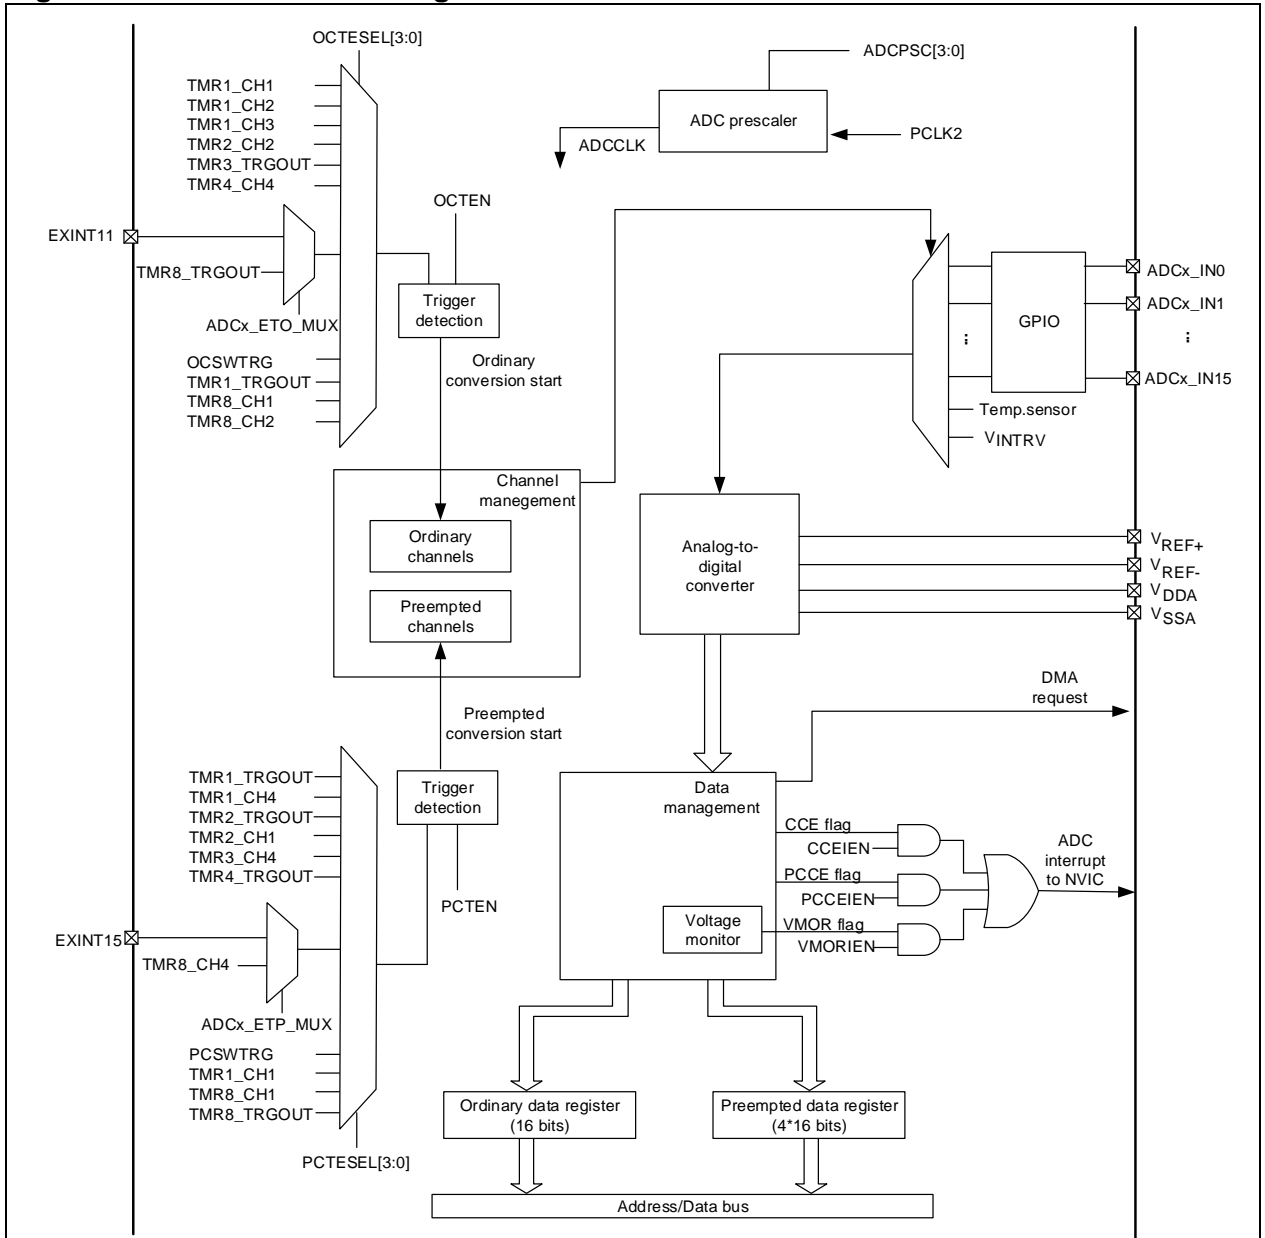 OCTESEL[3:0]
TMR1_CH1
TMR1_CH2
TMR1_CH3
TMR2_CH2
TMR3_TRGOUT
TMR4_CH4
EXINT11
TMR8_TRGOUT
ADCx_ETO_MUX
OCSWTRG
TMR1_TRGOUT
TMR8_CH1
TMR8_CH2
OCTEN
Trigger
detection
Ordinary
conversion start
ADCPSC[3:0]
ADC prescaler
ADCCLK
PCLK2
GPIO
ADCx_IN0
ADCx_IN1
ADCx_IN15
Temp.sensor
VINTRV
Channel
manegement
Ordinary
channels
Preempted
channels
Analog-to-
digital
converter
VREF+
VREF-
VDDA
VSSA
Preempted
conversion start
DMA
request
TMR1_TRGOUT
TMR1_CH4
TMR2_TRGOUT
TMR2_CH1
TMR3_CH4
TMR4_TRGOUT
EXINT15
TMR8_CH4
ADCx_ETP_MUX
PCSWTRG
TMR1_CH1
TMR8_CH1
TMR8_TRGOUT
PCTESEL[3:0]
Trigger
detection
PCTEN
Data
management
CCE flag
CCEIEN
PCCE flag
PCCEIEN
Voltage
monitor
VMOR flag
VMORIEN
ADC
interrupt
to NVIC
Ordinary data register
(16 bits)
Preempted data register
(4*16 bits)
Address/Data bus